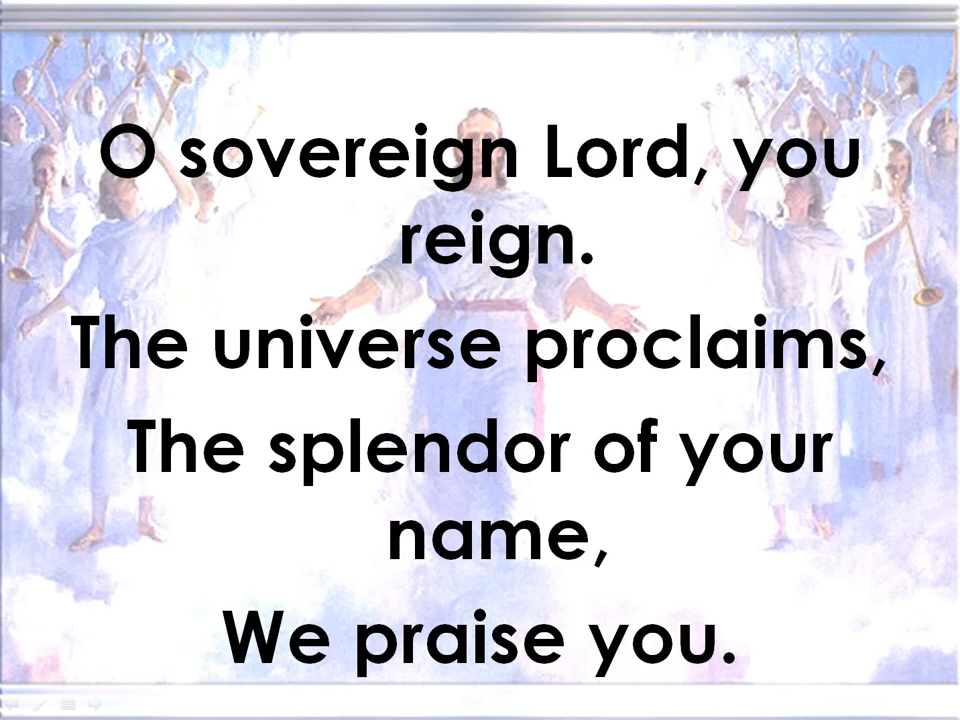 O sovereign Lord, you
reign.
The universe proclaims,
The splendor of your
name,
We praise you.